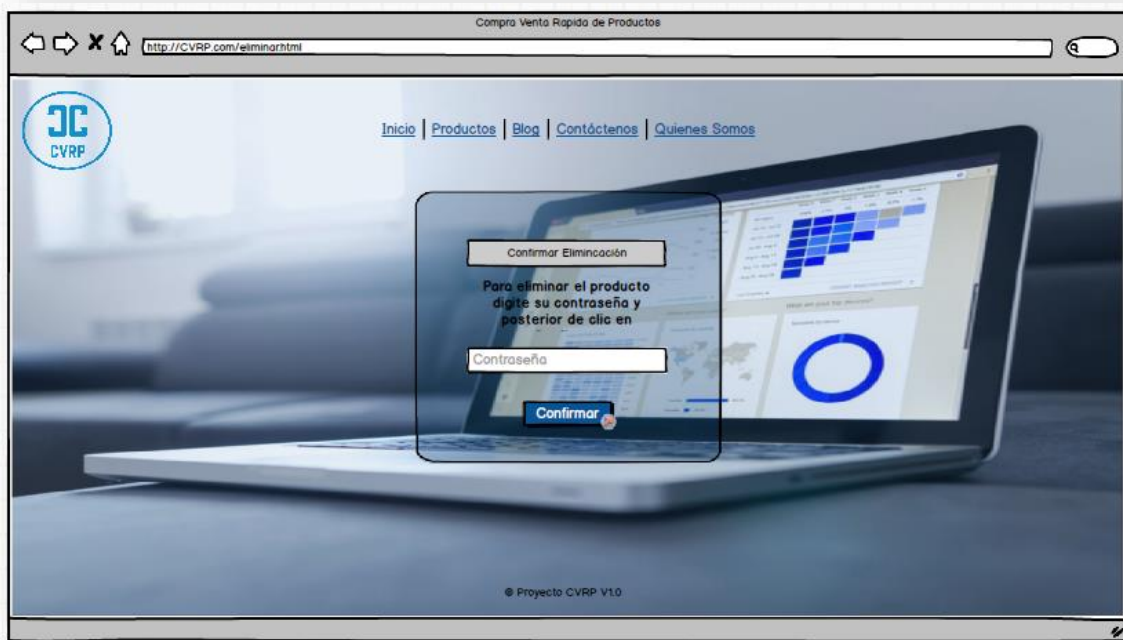 Compra Venta Rapida de Productos
http://CVRP.com/eliminar.html
CVRP
Inicio | Productos | Blog | Contáctenos | Quienes Somos
Confirmar Elimincación
Para eliminar el producto
digite su contraseña y
posterior de clic en
Contraseña
Confirmar
© Proyecto CVRP V1.0